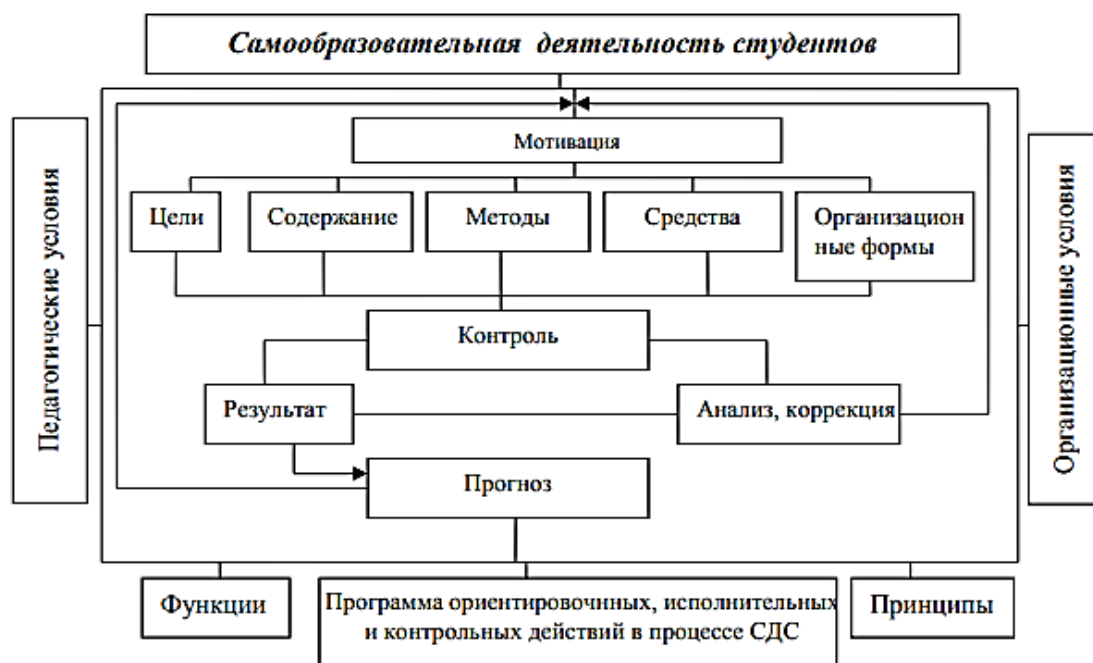 Самообразовательная деятельность студентов
Педагогические условия
Мотивация
Цели
Содержание
Методы
Средства
Организацион
ные формы
Контроль
Результат
Анализ, коррекция
Прогноз
Организационные условия
Функции
Программа ориентировочнных, исполнительных
и контрольных действий в процессе СДС
Принципы